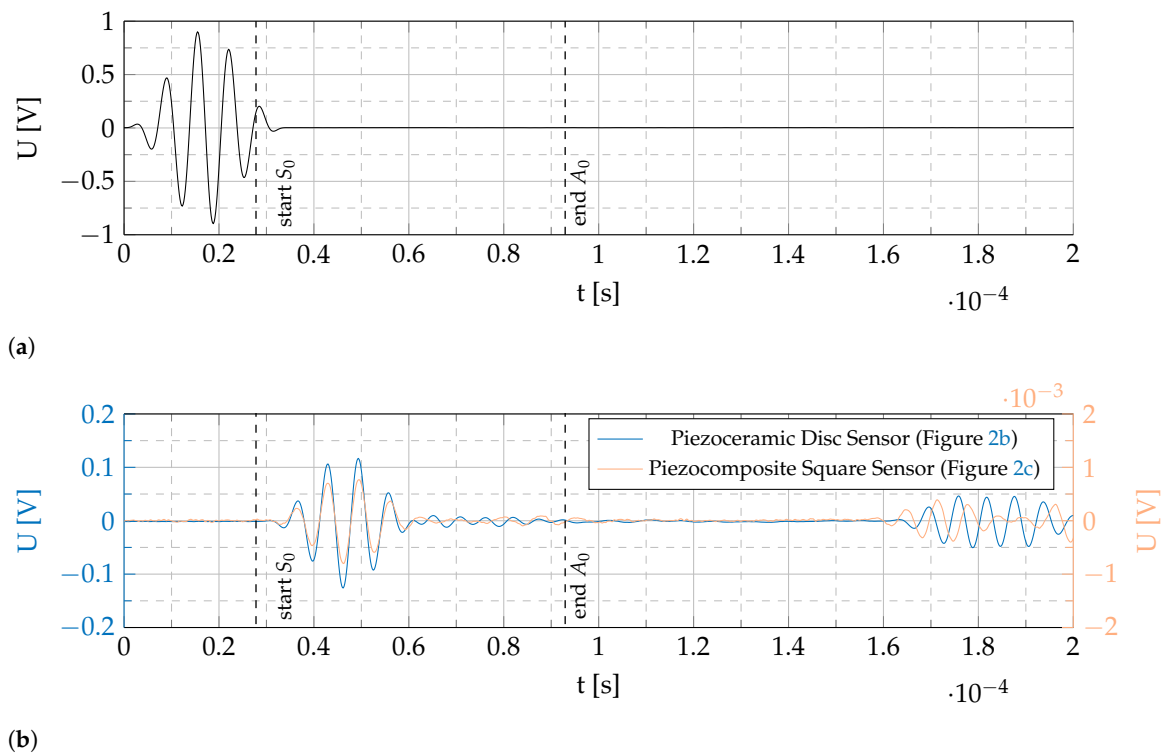 1
0.5
0
−0.5
−1
U [V]
start S0
end A0
0 0.2 0.4 0.6 0.8 1 1.2 1.4 1.6 1.8 2
t [s]
·10−4
(a)
·10−3
0.2
0.1
0
−0.1
−0.2
U [V]
2
1
0
−1
−2
U [V]
Piezoceramic Disc Sensor (Figure 2b)
Piezocomposite Square Sensor (Figure 2c)
start S0
end A0
0 0.2 0.4 0.6 0.8 1 1.2 1.4 1.6 1.8 2
t [s]
·10−4
(b)